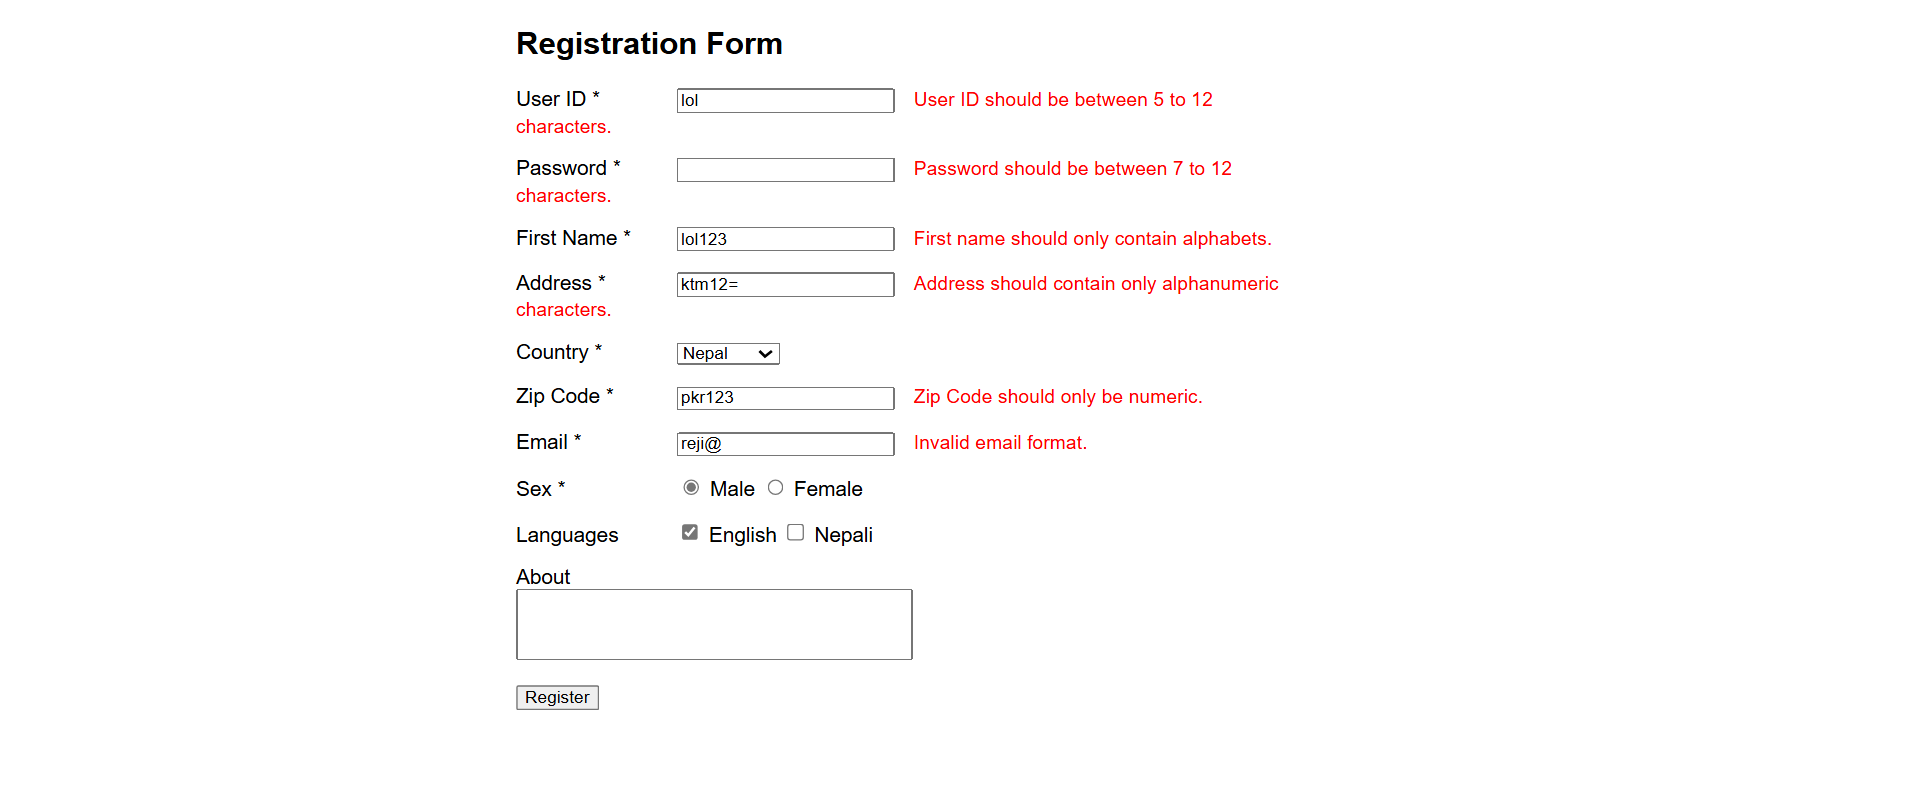 Registration Form
User ID * lol User ID should be between 5 to 12
characters.
Password * Password should be between 7 to 12
characters.
First Name * lol123 First name should only contain alphabets.
Address * ktm12= Address should contain only alphanumeric
characters.
Country * Nepal
Zip Code * pkr123 Zip Code should only be numeric.
Email * reji@ Invalid email format.
Sex * Male Female
Languages English Nepali
About
Register